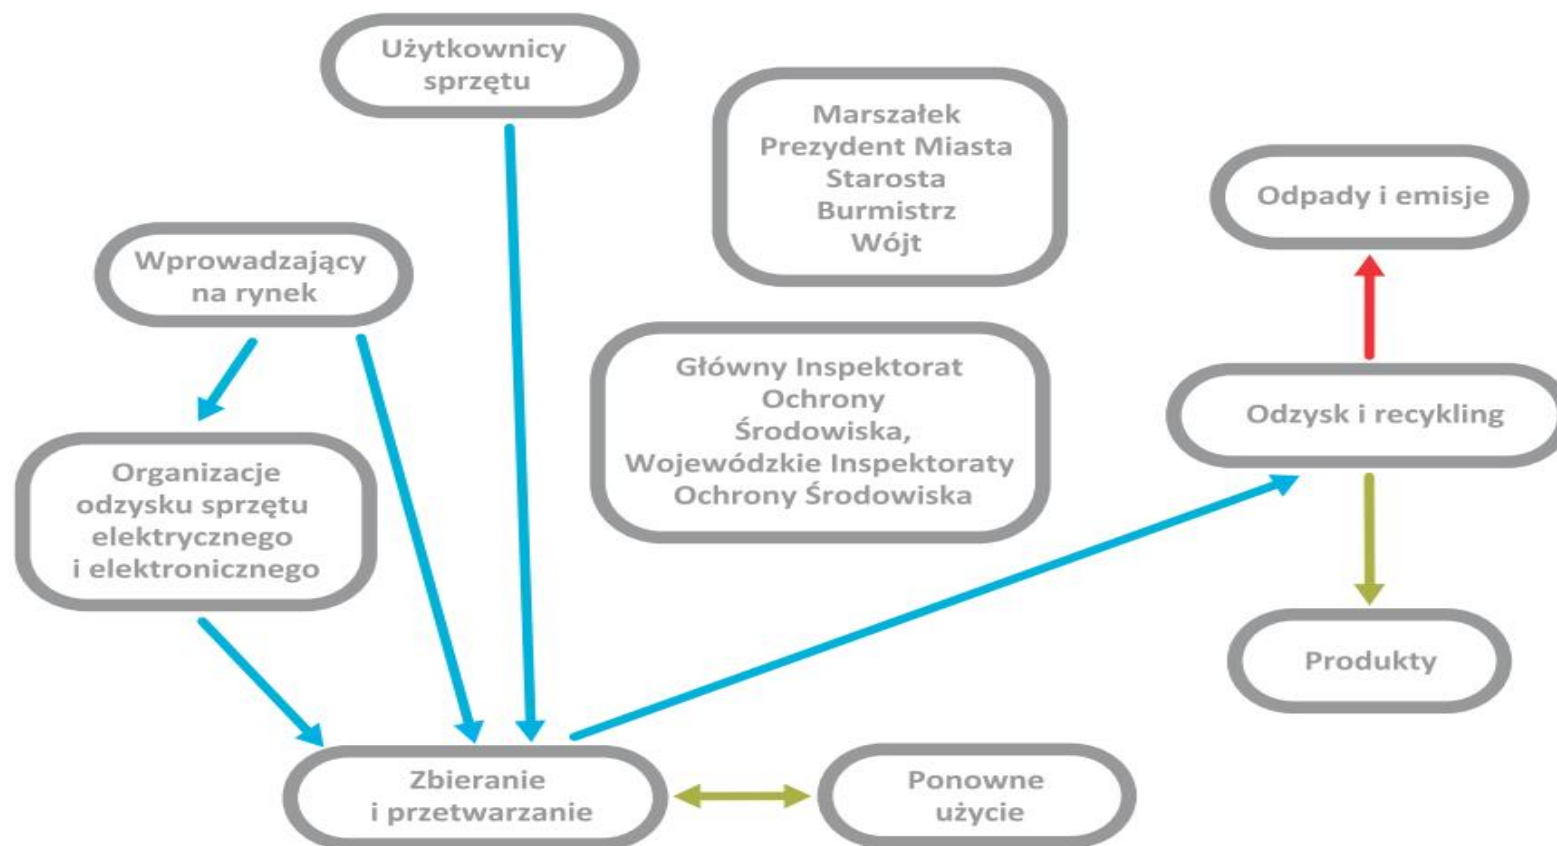 Użytkownicy
sprzętu
Marszałek
Prezydent Miasta
Starosta
Burmistrz
Wójt
Odpady i emisje
Wprowadzający
na rynek
Główny Inspektorat
Ochrony
Środowiska,
Wojewódzkie Inspektoraty
Ochrony Środowiska
Odzysk i recykling
Organizacje
odzysku sprzętu
elektrycznego
i elektronicznego
Produkty
Zbieranie
i przetwarzanie
Ponowne
użycie